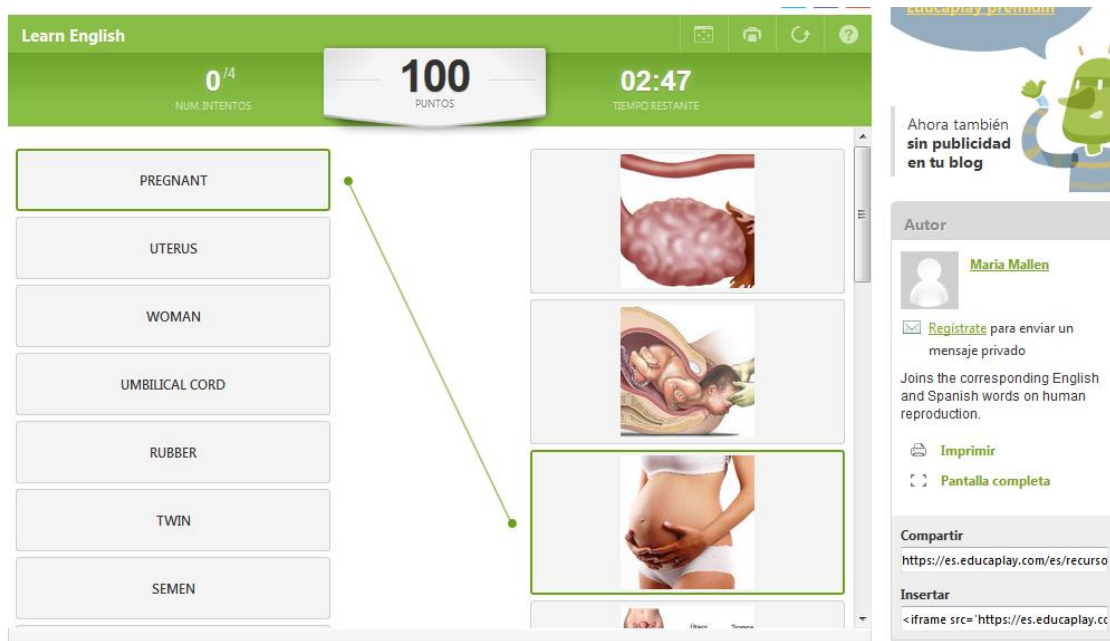 Educaplay premium
Learn English
0/4
NUM. INTENTOS
100
PUNTOS
02:47
TIEMPO RESTANTE
PREGNANT
UTERUS
WOMAN
UMBILICAL CORD
RUBBER
TWIN
SEMEN
Útero
Ahora también
sin publicidad
en tu blog
Autor
Maria Mallen
Regístrate para enviar un
mensaje privado
Joins the corresponding English
and Spanish words on human
reproduction.
Imprimir
Pantalla completa
Compartir
https://es.educaplay.com/es/recurso
Insertar
<iframe src='https://es.educaplay.co